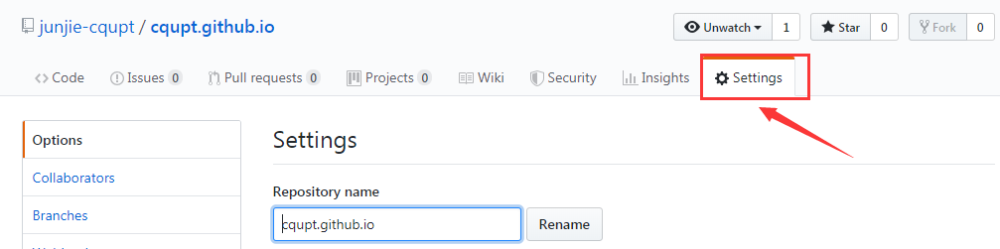 junjie-cqupt / cqupt.github.io
Unwatch 1 Star 0 Fork 0
Code Issues 0 Pull requests 0 Projects 0 Wiki Security Insights Settings
Options
Collaborators
Branches
Settings
Repository name
cqupt.github.io Rename